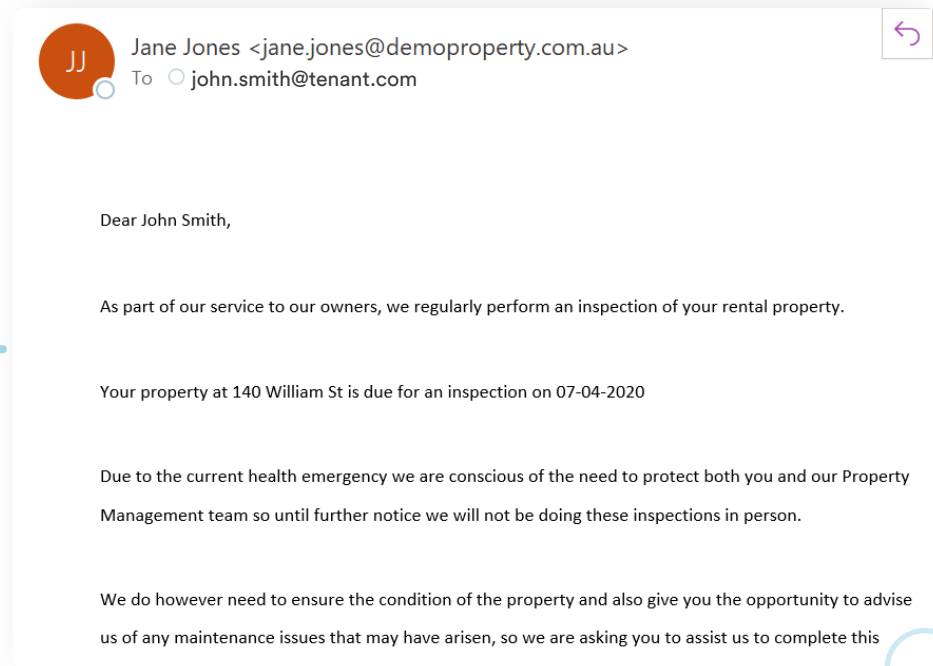 JJ
Jane Jones <jane.jones@demoproperty.com.au>
To john.smith@tenant.com
Dear John Smith,
As part of our service to our owners, we regularly perform an inspection of your rental property.
Your property at 140 William St is due for an inspection on 07-04-2020
Due to the current health emergency we are conscious of the need to protect both you and our Property
Management team so until further notice we will not be doing these inspections in person.
We do however need to ensure the condition of the property and also give you the opportunity to advise
us of any maintenance issues that may have arisen, so we are asking you to assist us to complete this